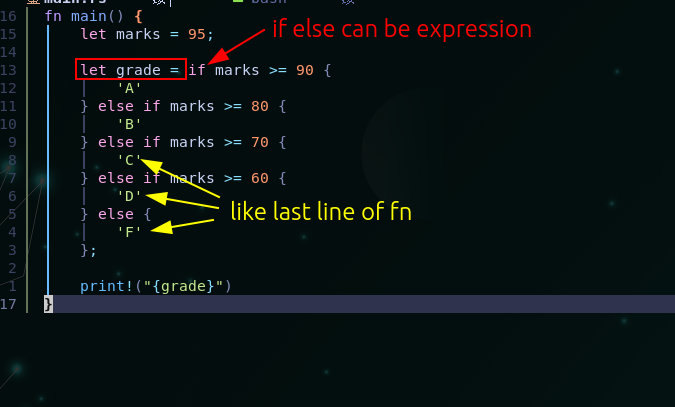 16 fn main() {
15 let marks = 95;
14
13 let grade = if marks >= 90 {
12 'A'
11 } else if marks >= 80 {
10 'B'
9 } else if marks >= 70 {
8 'C'
7 } else if marks >= 60 {
6 'D'
5 } else {
4 'F'
3 };
2
1 print!("{grade}")
17 }
if else can be expression
like last line of fn